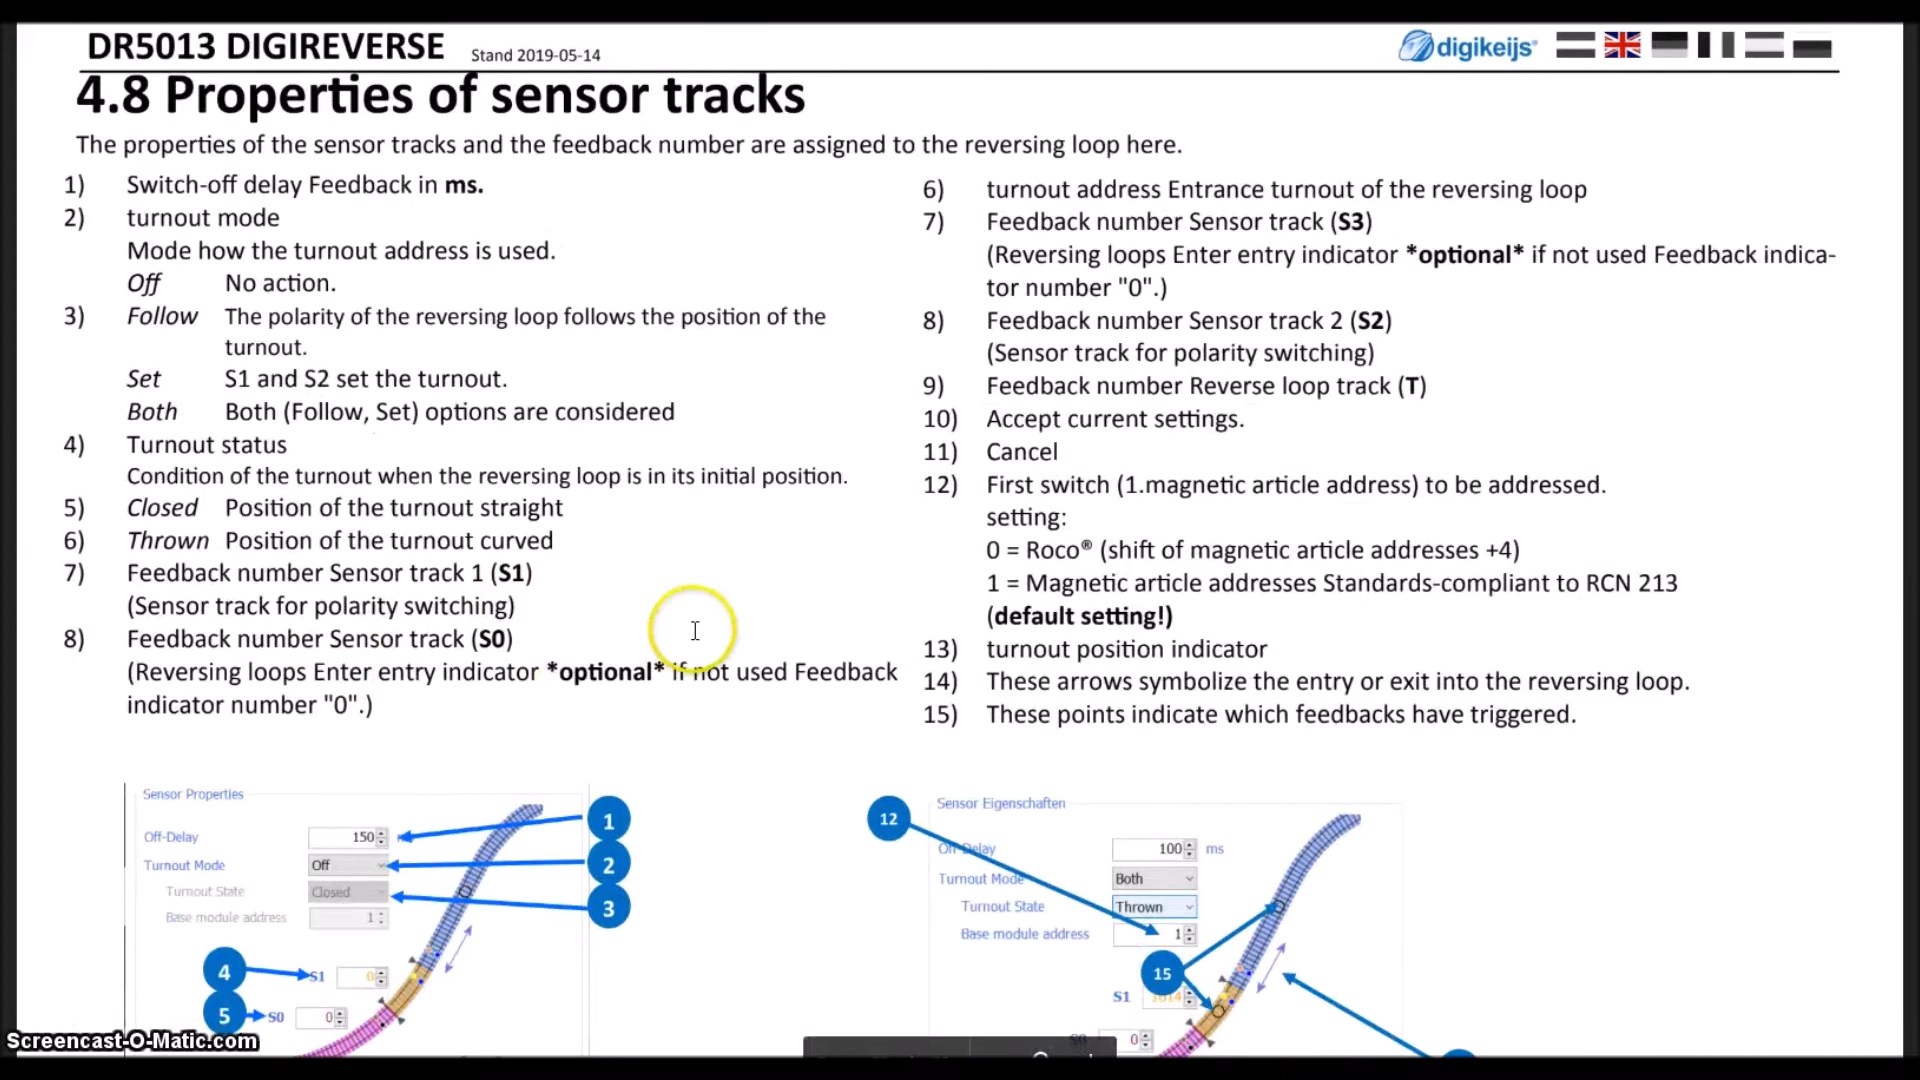 DR5013 DIGIREVERSE Stand 2019-05-14
digikeijs®
4.8 Properties of sensor tracks
The properties of the sensor tracks and the feedback number are assigned to the reversing loop here.
1) Switch-off delay Feedback in ms.
2) turnout mode
Mode how the turnout address is used.
Off No action.
3) Follow The polarity of the reversing loop follows the position of the
turnout.
Set S1 and S2 set the turnout.
Both Both (Follow, Set) options are considered
4) Turnout status
Condition of the turnout when the reversing loop is in its initial position.
5) Closed Position of the turnout straight
6) Thrown Position of the turnout curved
7) Feedback number Sensor track 1 (S1)
(Sensor track for polarity switching)
8) Feedback number Sensor track (S0)
(Reversing loops Enter entry indicator *optional* if not used Feedback
indicator number "0".)
6) turnout address Entrance turnout of the reversing loop
7) Feedback number Sensor track (S3)
(Reversing loops Enter entry indicator *optional* if not used Feedback indica-
tor number "0".)
8) Feedback number Sensor track 2 (S2)
(Sensor track for polarity switching)
9) Feedback number Reverse loop track (T)
10) Accept current settings.
11) Cancel
12) First switch (1.magnetic article address) to be addressed.
setting:
0 = Roco® (shift of magnetic article addresses +4)
1 = Magnetic article addresses Standards-compliant to RCN 213
(default setting!)
13) turnout position indicator
14) These arrows symbolize the entry or exit into the reversing loop.
15) These points indicate which feedbacks have triggered.
Sensor Properties
Off-Delay 150 1
Turnout Mode Off 2
Turnout State Closed 3
Base module address 1
4 S1 0
5 S0 0
Sensor Eigenschaften
12
Off-Delay 100 ms
Turnout Mode Both
Turnout State Thrown
Base module address 1
15
S1
S0 0
Screencast-O-Matic.com